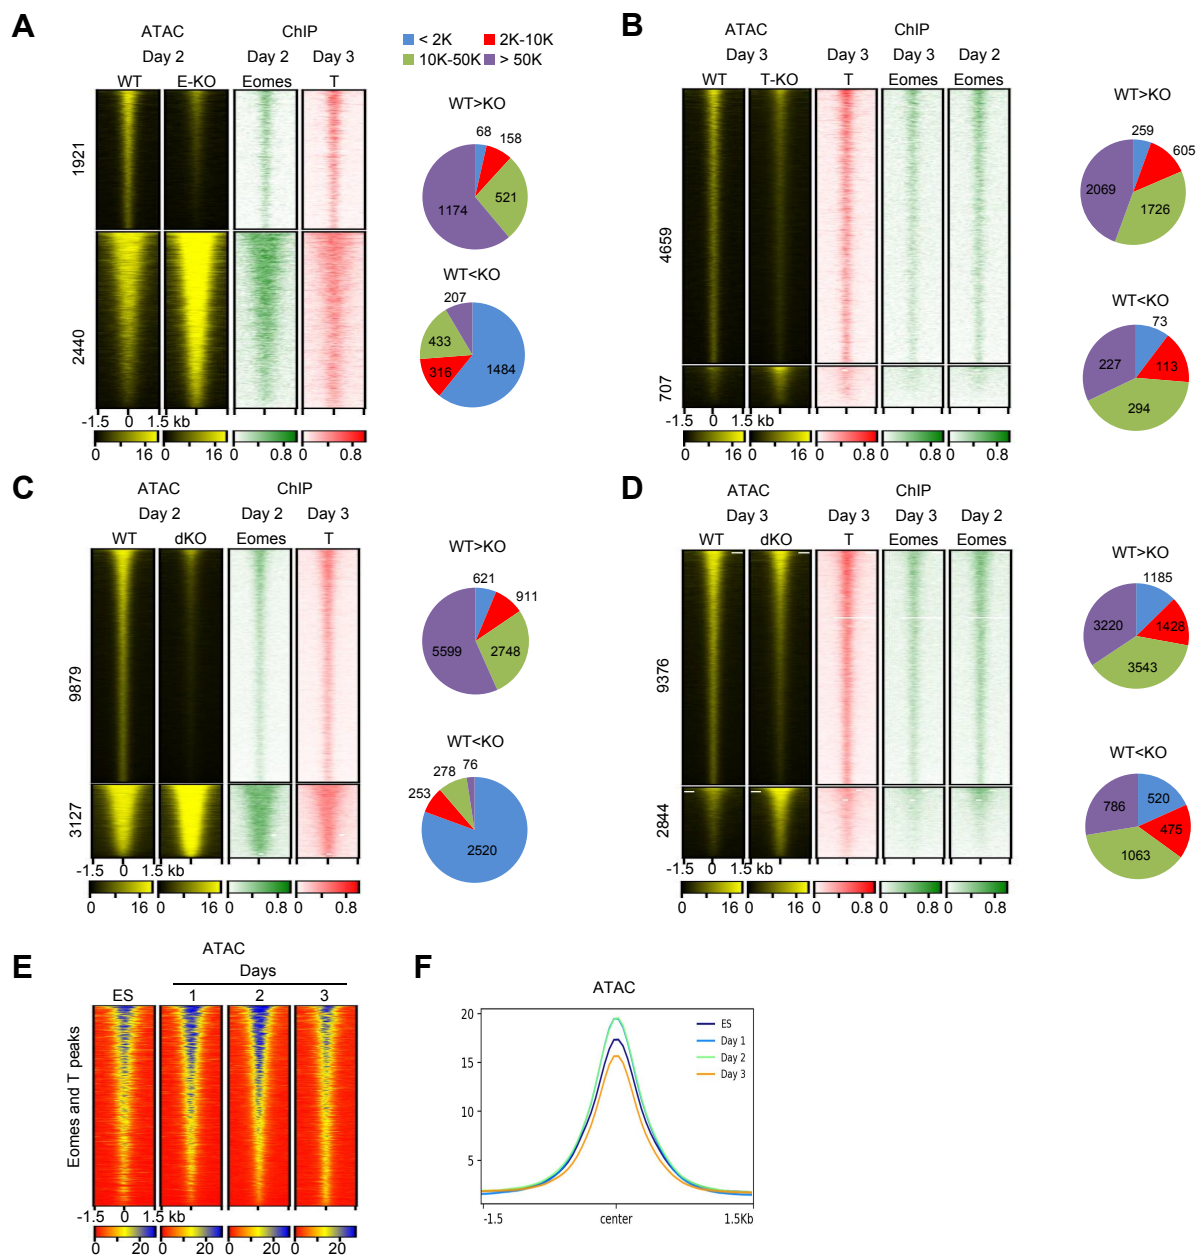 A
ATAC
ChIP
Day 2
Day 2
Day 3
WT
E-KO
Eomes
T
< 2K
2K-10K
10K-50K
> 50K
1921
2440
-1.5 0 1.5 kb
0 16
0 16
0 0.8
0 0.8
WT>KO
68
158
521
1174
WT<KO
207
433
316
1484
B
ATAC
ChIP
Day 3
Day 3
Day 3
Day 2
WT
T-KO
T
Eomes
Eomes
4659
707
-1.5 0 1.5 kb
0 16
0 16
0 0.8
0 0.8
0 0.8
WT>KO
259
605
2069
1726
WT<KO
73
227
113
294
C
ATAC
ChIP
Day 2
Day 2
Day 3
WT
dKO
Eomes
T
9879
3127
-1.5 0 1.5 kb
0 16
0 16
0 0.8
0 0.8
WT>KO
621
911
5599
2748
WT<KO
76
278
253
2520
D
ATAC
ChIP
Day 3
Day 3
Day 3
Day 2
WT
dKO
T
Eomes
Eomes
9376
2844
-1.5 0 1.5 kb
0 16
0 16
0 0.8
0 0.8
0 0.8
WT>KO
1185
3220
1428
3543
WT<KO
786
520
475
1063
E
ATAC
Days
ES
1
2
3
Eomes and T peaks
-1.5 0 1.5 kb
0 20
0 20
0 20
0 20
F
ATAC
20
15
10
5
ES
Day 1
Day 2
Day 3
-1.5
center
1.5Kb